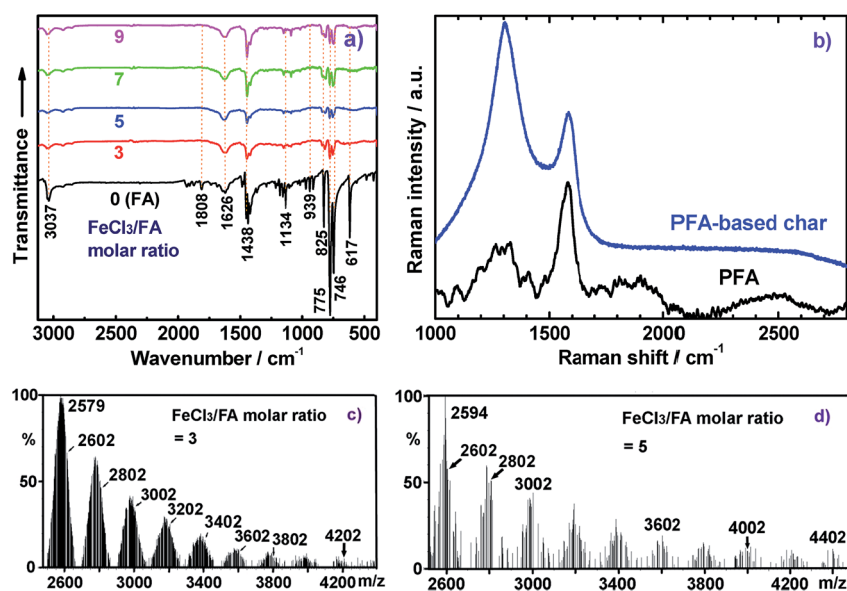 a)
9
7
5
3
0 (FA)
FeCl₃/FA
molar ratio
3037
1808
1626
1438
1134
939
825
775
746
617
Transmittance
3000 2500 2000 1500 1000 500
Wavenumber / cm⁻¹
b)
Raman intensity / a.u.
PFA-based char
PFA
1000 1500 2000 2500
Raman shift / cm⁻¹
c)
100
%
50
0
FeCl₃/FA molar ratio
= 3
2579
2602
2802
3002
3202
3402
3602
3802
4202
2600 3000 3400 3800 4200 m/z
d)
100
%
50
0
FeCl₃/FA molar ratio
= 5
2594
2602
2802
3002
3602
4002
4402
2600 3000 3400 3800 4200 m/z